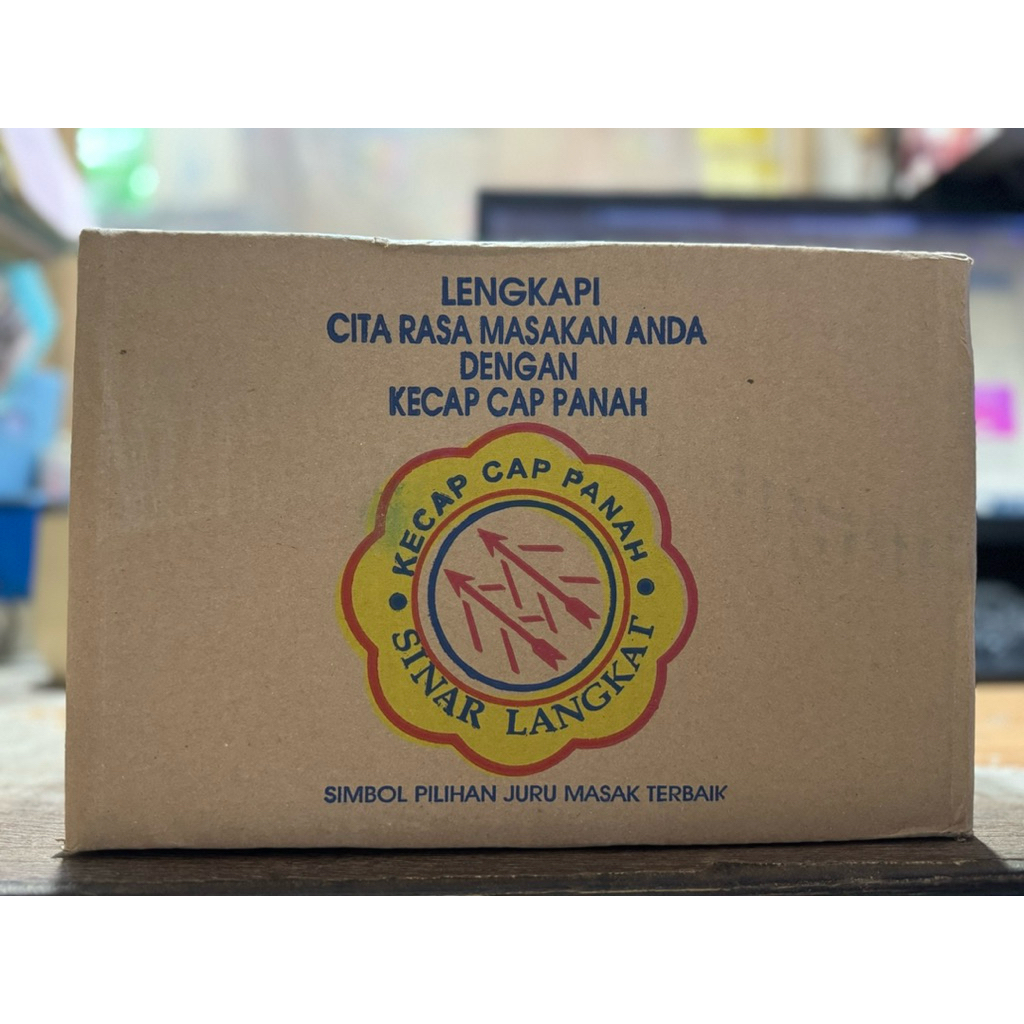 LENGKAPI
CITA RASA MASAKAN ANDA
DENGAN
KECAP CAP PANAH
KECAP CAP PANAH
SINAR LANGKAT
SIMBOL PILIHAN JURU MASAK TERBAIK